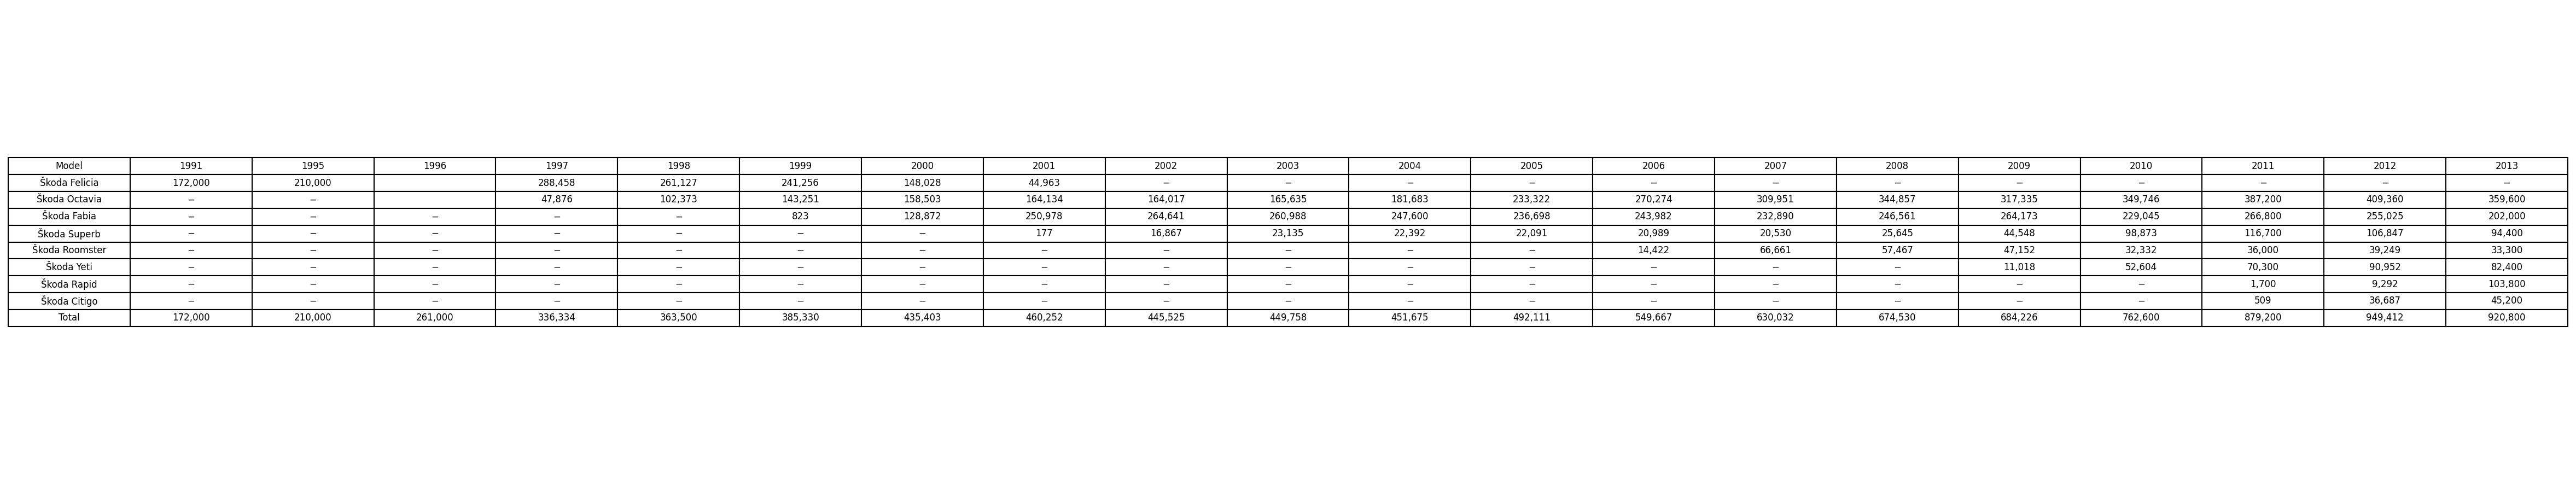 Model 1991 1995 1996 1997 1998 1999 2000 2001 2002 2003 2004 2005 2006 2007 2008 2009 2010 2011 2012 2013
Škoda Felicia 172,000 210,000 288,458 261,127 241,256 148,028 44,963 − − − − − − − − − − − − −
Škoda Octavia − − 47,876 102,373 143,251 158,503 164,134 164,017 165,635 181,683 233,322 270,274 309,951 344,857 317,335 349,746 387,200 409,360 359,600
Škoda Fabia − − − − − 823 128,872 250,978 264,641 260,988 247,600 236,698 243,982 232,890 246,561 264,173 229,045 266,800 255,025 202,000
Škoda Superb − − − − − − − 177 16,867 23,135 22,392 22,091 20,989 20,530 25,645 44,548 98,873 116,700 106,847 94,400
Škoda Roomster − − − − − − − − − − − − 14,422 66,661 57,467 47,152 32,332 36,000 39,249 33,300
Škoda Yeti − − − − − − − − − − − − − − − 11,018 52,604 70,300 90,952 82,400
Škoda Rapid − − − − − − − − − − − − − − − − − 1,700 9,292 103,800
Škoda Citigo − − − − − − − − − − − − − − − − − 509 36,687 45,200
Total 172,000 210,000 261,000 336,334 363,500 385,330 435,403 460,252 445,525 449,758 451,675 492,111 549,667 630,032 674,530 684,226 762,600 879,200 949,412 920,800